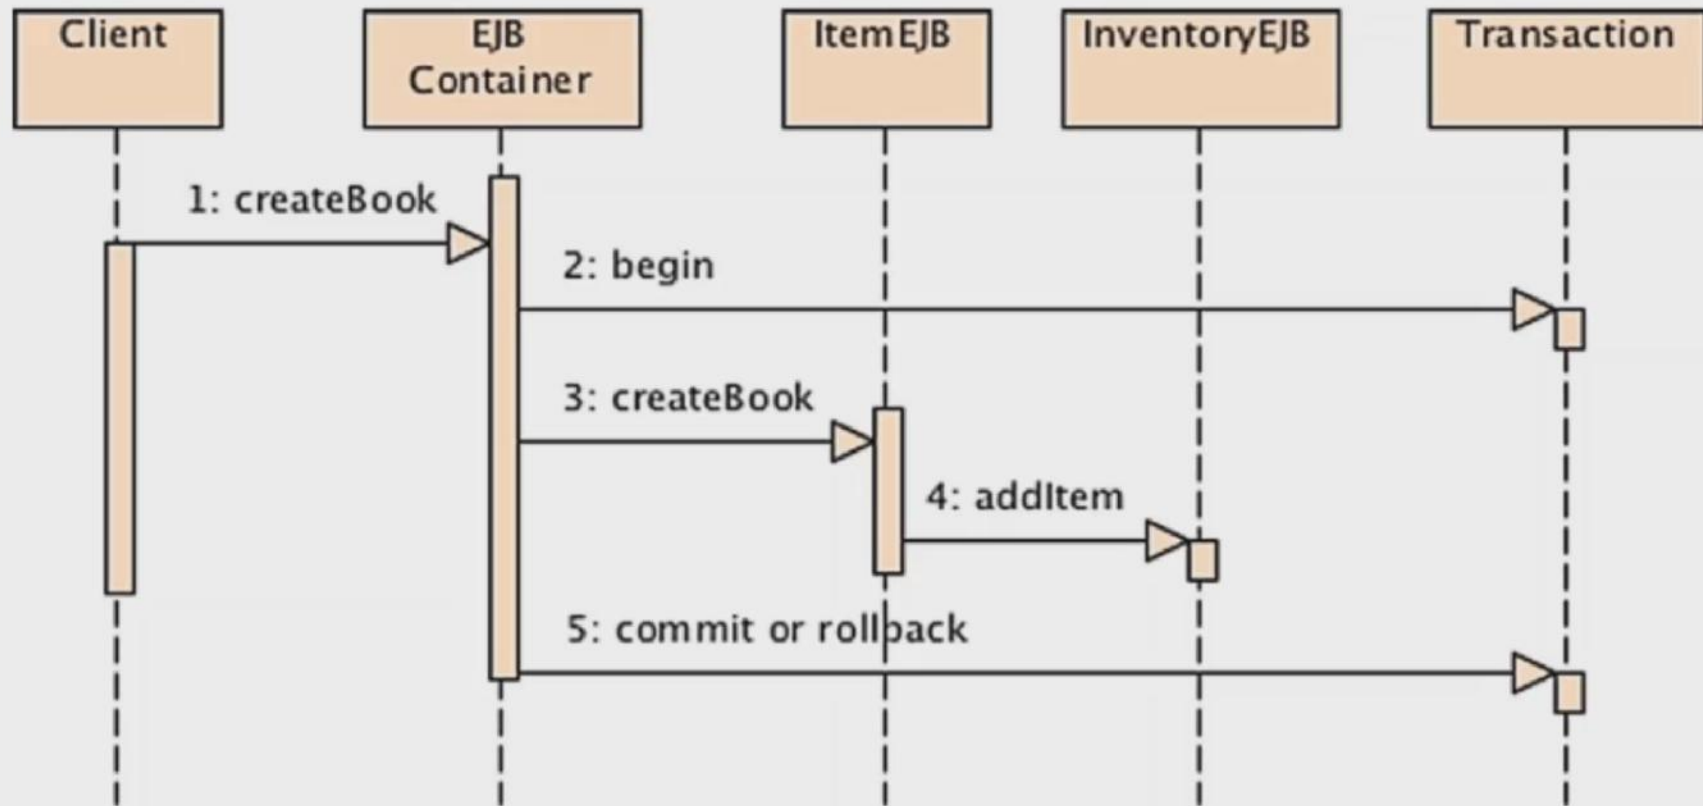 Client
EJB
Container
ItemEJB
InventoryEJB
Transaction
1: createBook
2: begin
3: createBook
4: addItem
5: commit or rollback